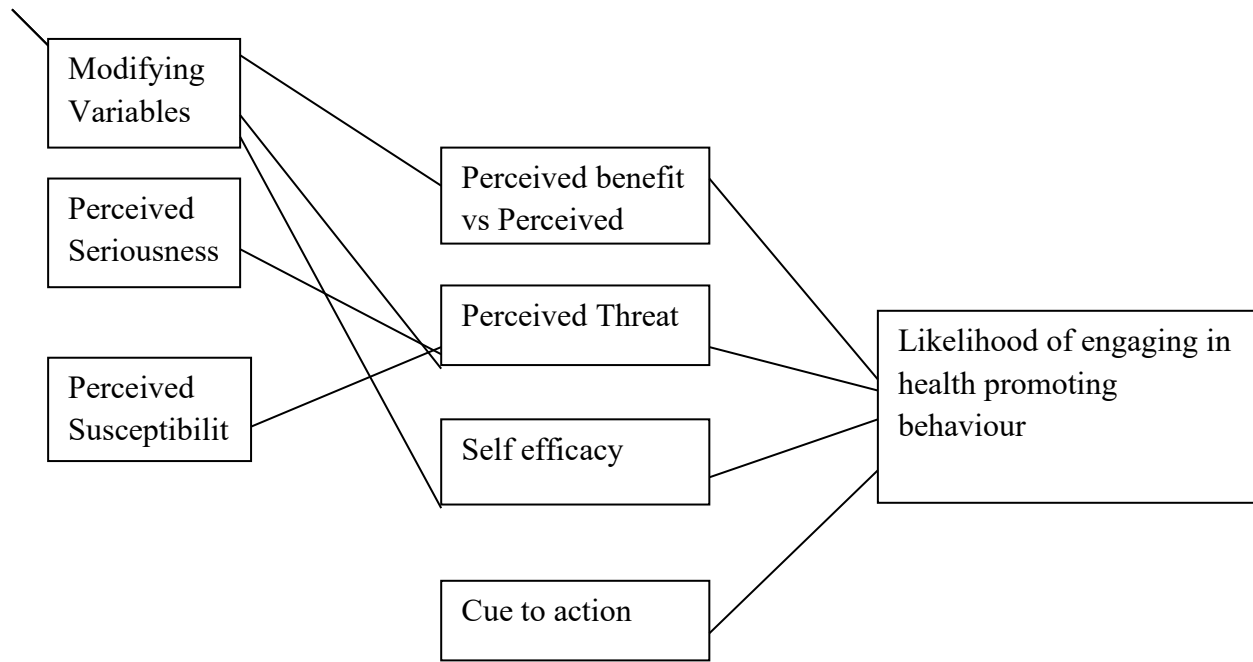 Modifying
Variables
Perceived
Seriousness
Perceived
Susceptibilit
Perceived benefit
vs Perceived
Perceived Threat
Self efficacy
Cue to action
Likelihood of engaging in
health promoting
behaviour